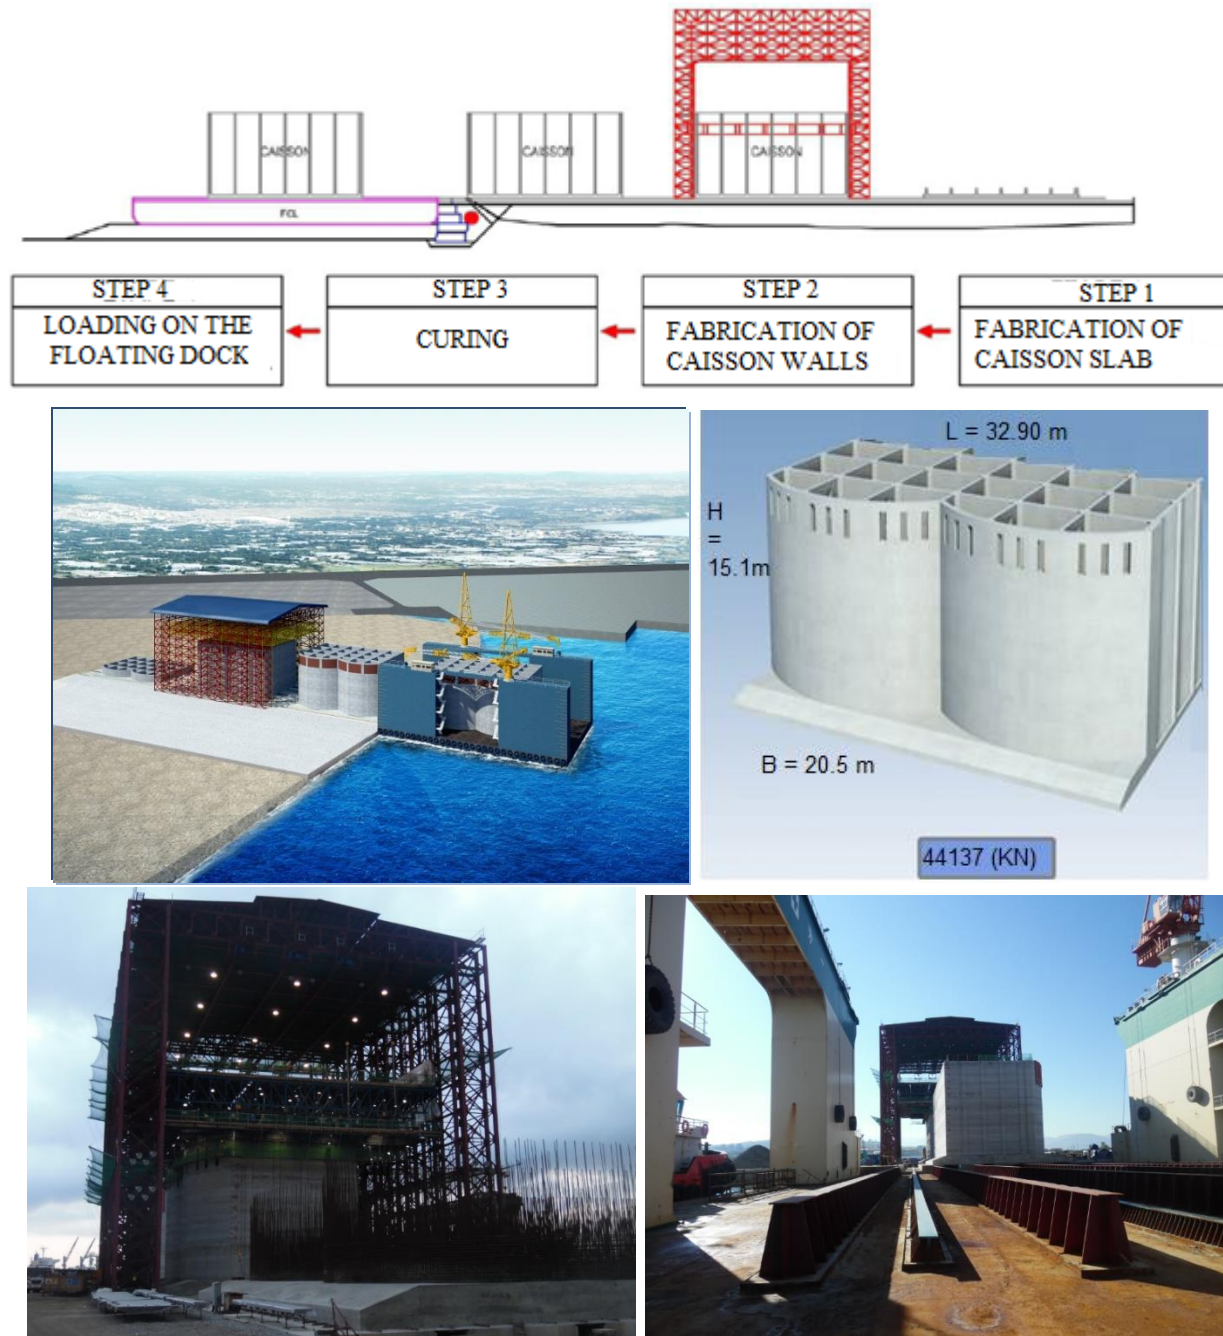 CAISSON
CAISSON
CAISSON
STEP 4
LOADING ON THE
FLOATING DOCK
STEP 3
CURING
STEP 2
FABRICATION OF
CAISSON WALLS
STEP 1
FABRICATION OF
CAISSON SLAB
L = 32.90 m
H
=
15.1m
B = 20.5 m
44137 (KN)